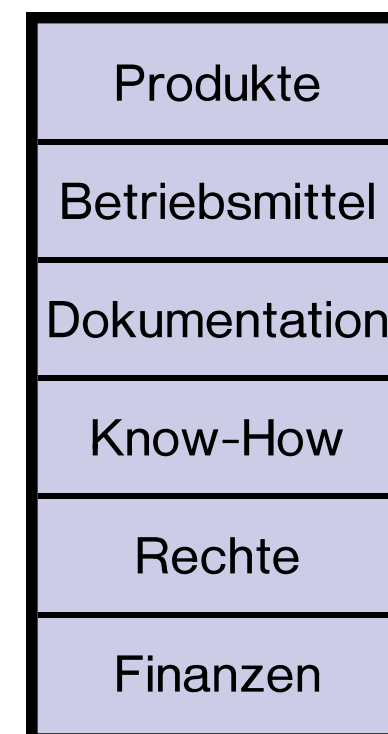 Produkte
Betriebsmittel
Dokumentation
Know-How
Rechte
Finanzen